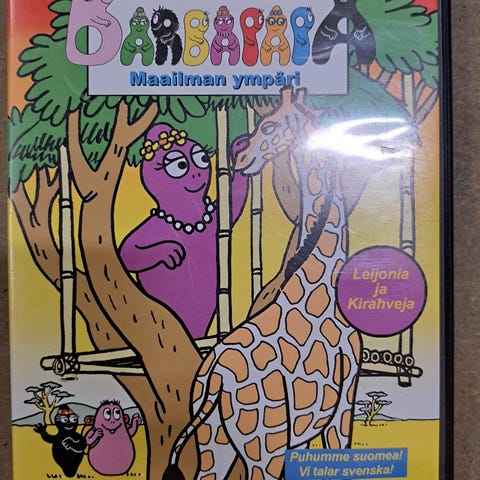 BARBAPAPA
Maailman ympäri
Leijonia
ja
Kirahveja
Puhumme suomea!
Vi talar svenska!